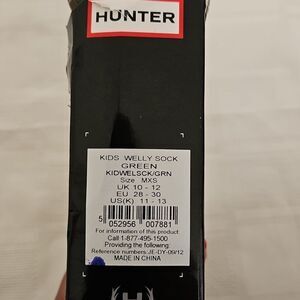 HUNTER
KIDS WELLY SOCK
GREEN
KIDWELSCK/GRN
Size MXS
UK 10 - 12
EU 28 - 30
US(K) 11 - 13
5 052956 007881
For information of this product
Call 1-877-495-1500
Providing the following:
Reference numbers:JE-DY-09/12
MADE IN CHINA